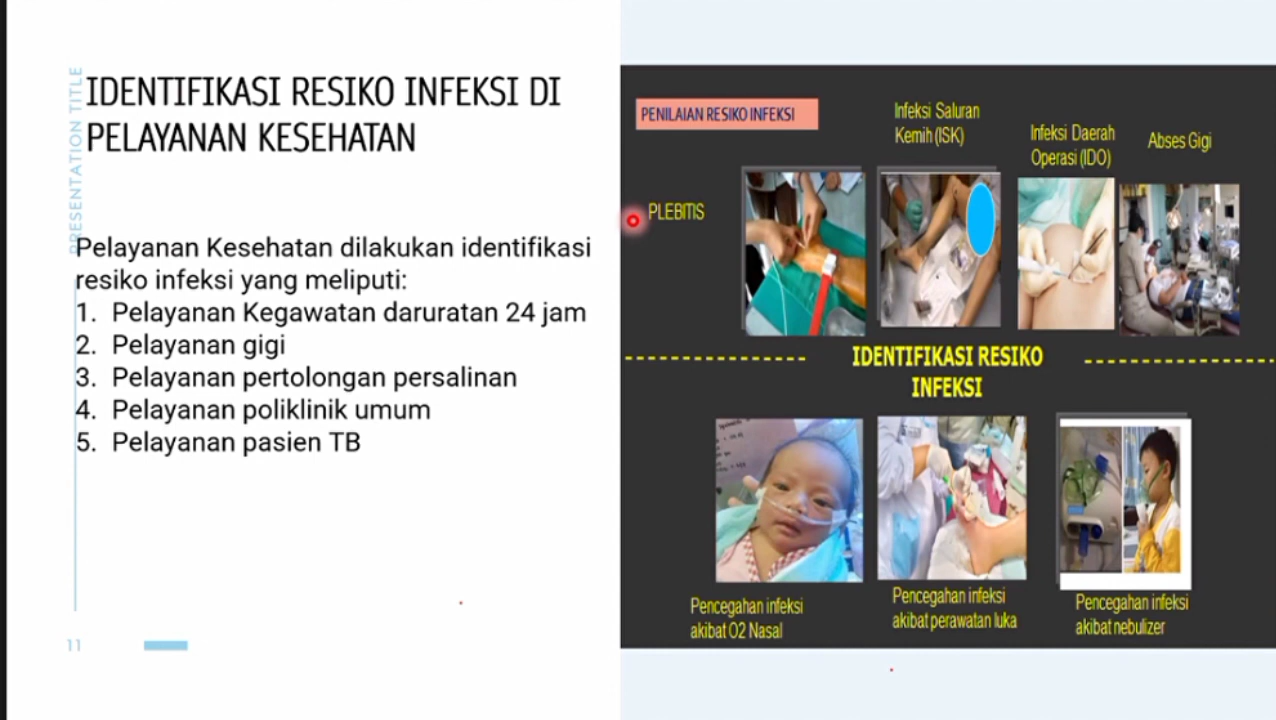 PRESENTATION TITLE
IDENTIFIKASI RESIKO INFEKSI DI
PELAYANAN KESEHATAN
Pelayanan Kesehatan dilakukan identifikasi
resiko infeksi yang meliputi:
1. Pelayanan Kegawatan daruratan 24 jam
2. Pelayanan gigi
3. Pelayanan pertolongan persalinan
4. Pelayanan poliklinik umum
5. Pelayanan pasien TB
11
PENILAIAN RESIKO INFEKSI
PLEBITIS
Infeksi Saluran
Kemih (ISK)
Infeksi Daerah
Operasi (IDO)
Abses Gigi
IDENTIFIKASI RESIKO
INFEKSI
Pencegahan infeksi
akibat O2 Nasal
Pencegahan infeksi
akibat perawatan luka
Pencegahan infeksi
akibat nebulizer